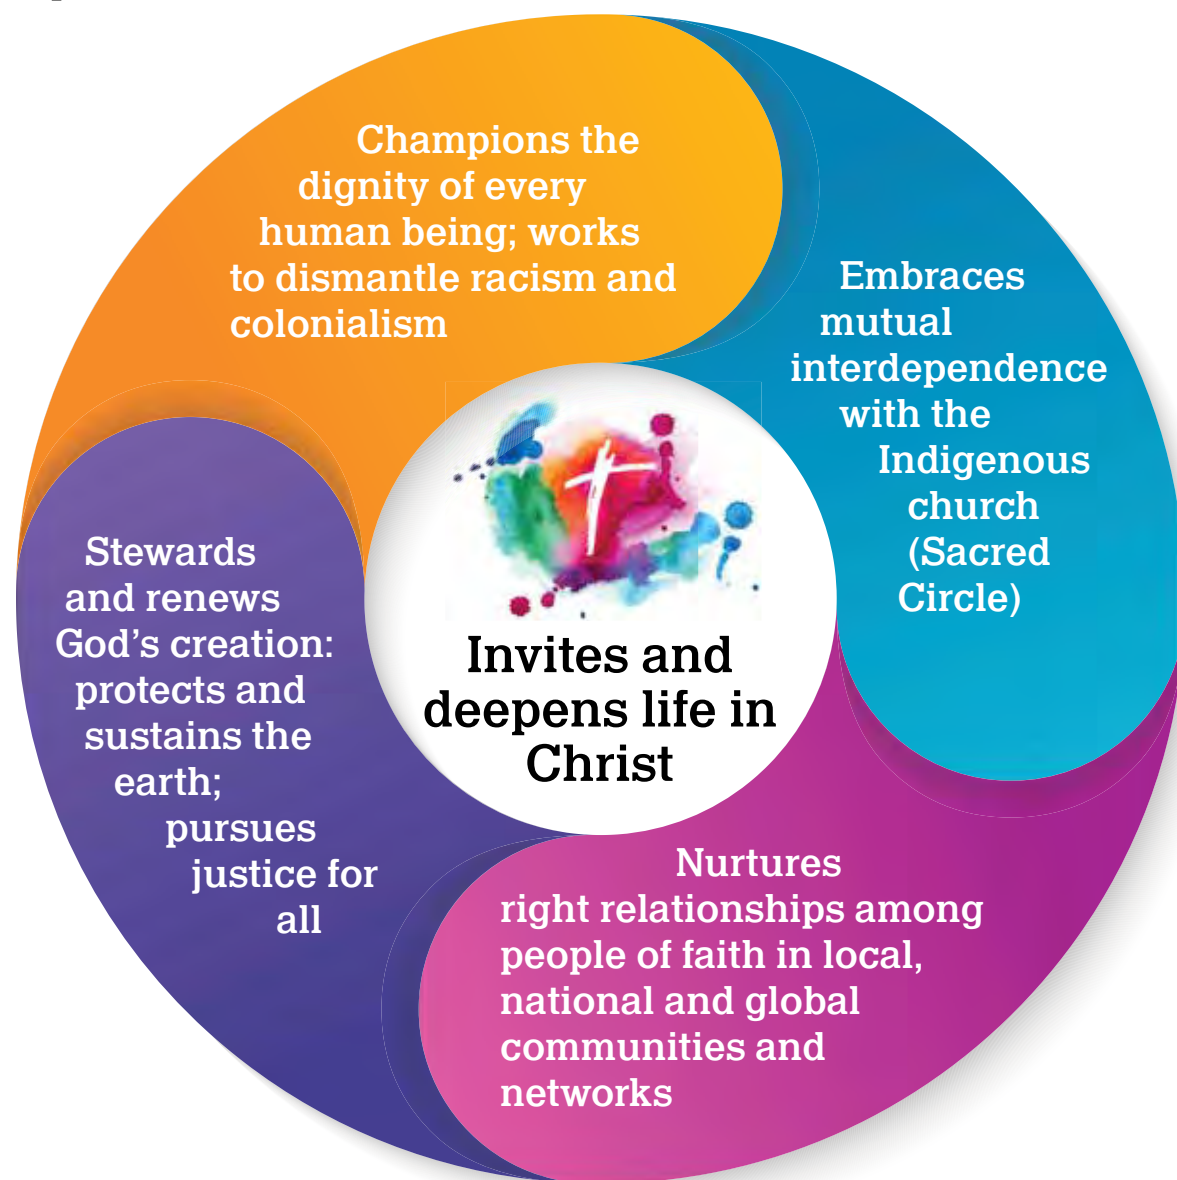 Champions the
dignity of every
human being; works
to dismantle racism and
colonialism
Embraces
mutual
interdependence
with the
Indigenous
church
(Sacred
Circle)
Nurtures
right relationships among
people of faith in local,
national and global
communities and
networks
Stewards
and renews
God's creation:
protects and
sustains the
earth;
pursues
justice for
all
Invites and
deepens life in
Christ